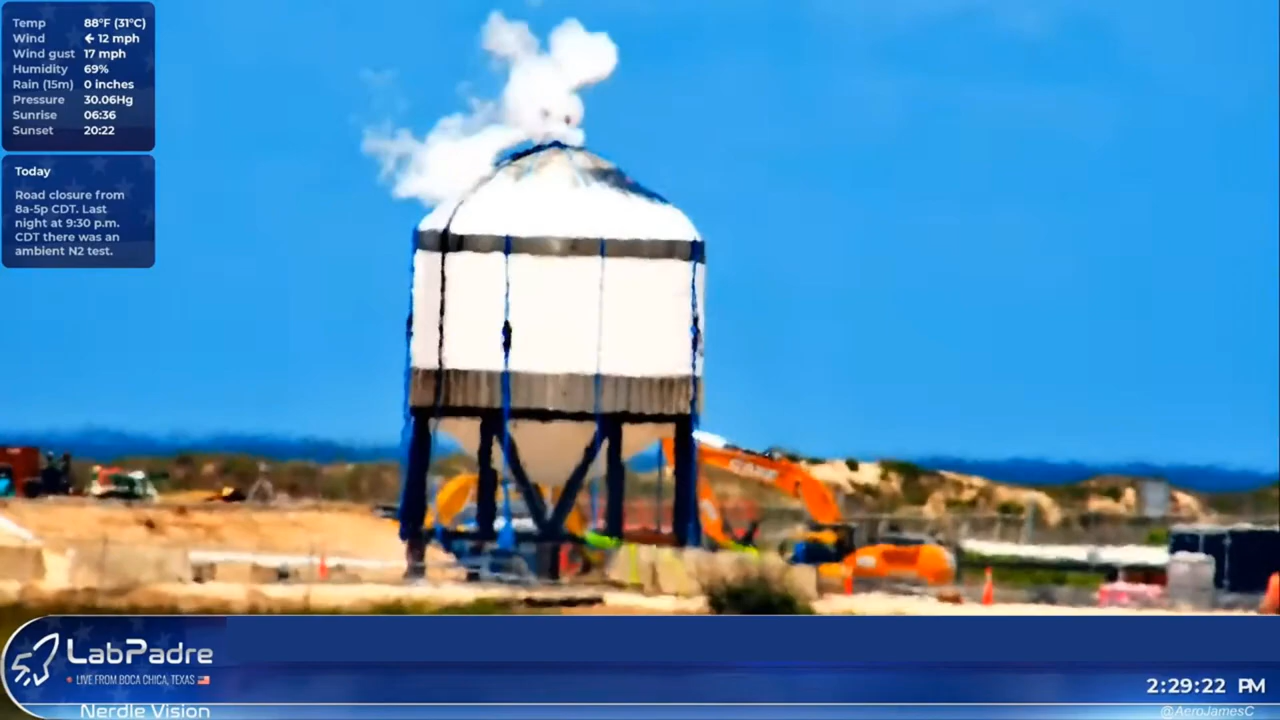 Temp 88°F (31°C)
Wind ← 12 mph
Wind gust 17 mph
Humidity 69%
Rain (15m) 0 inches
Pressure 30.06Hg
Sunrise 06:36
Sunset 20:22
Today
Road closure from
8a-5p CDT. Last
night at 9:30 p.m.
CDT there was an
ambient N2 test.
LabPadre
LIVE FROM BOCA CHICA, TEXAS
2:29:22 PM
Nerdle Vision
@AeroJamesC